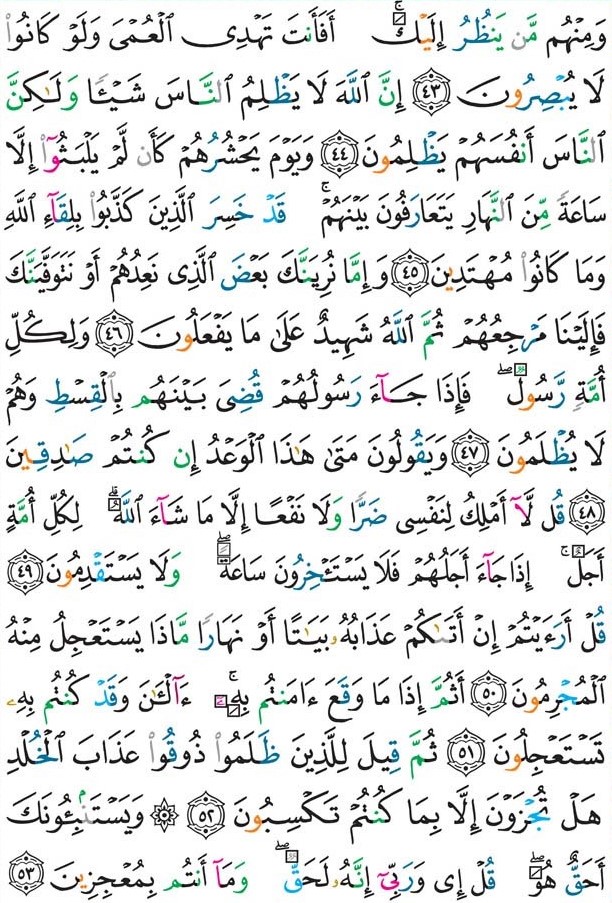 وَمِنْهُم مَّن يَنظُرُ إِلَيْكَ ۚ أَفَأَنتَ تَهْدِى ٱلْعُمْىَ وَلَوْ كَانُوا۟
لَا يُبْصِرُونَ ٤٣ إِنَّ ٱللَّهَ لَا يَظْلِمُ ٱلنَّاسَ شَيْـًٔا وَلَـٰكِنَّ
ٱلنَّاسَ أَنفُسَهُمْ يَظْلِمُونَ ٤٤ وَيَوْمَ يَحْشُرُهُمْ كَأَن لَّمْ يَلْبَثُوٓا۟ إِلَّا
سَاعَةً مِّنَ ٱلنَّهَارِ يَتَعَارَفُونَ بَيْنَهُمْ ۚ قَدْ خَسِرَ ٱلَّذِينَ كَذَّبُوا۟ بِلِقَآءِ ٱللَّهِ
وَمَا كَانُوا۟ مُهْتَدِينَ ٤٥ وَإِمَّا نُرِيَنَّكَ بَعْضَ ٱلَّذِى نَعِدُهُمْ أَوْ نَتَوَفَّيَنَّكَ
فَإِلَيْنَا مَرْجِعُهُمْ ثُمَّ ٱللَّهُ شَهِيدٌ عَلَىٰ مَا يَفْعَلُونَ ٤٦ وَلِكُلِّ
أُمَّةٍ رَّسُولٌ ۖ فَإِذَا جَآءَ رَسُولُهُمْ قُضِىَ بَيْنَهُم بِٱلْقِسْطِ وَهُمْ
لَا يُظْلَمُونَ ٤٧ وَيَقُولُونَ مَتَىٰ هَـٰذَا ٱلْوَعْدُ إِن كُنتُمْ صَـٰدِقِينَ
٤٨ قُل لَّآ أَمْلِكُ لِنَفْسِى ضَرًّا وَلَا نَفْعًا إِلَّا مَا شَآءَ ٱللَّهُ ۗ لِكُلِّ أُمَّةٍ
أَجَلٌ ۚ إِذَا جَآءَ أَجَلُهُمْ فَلَا يَسْتَـْٔخِرُونَ سَاعَةً ۖ وَلَا يَسْتَقْدِمُونَ ٤٩
قُلْ أَرَءَيْتُمْ إِنْ أَتَىٰكُمْ عَذَابُهُۥ بَيَـٰتًا أَوْ نَهَارًا مَّاذَا يَسْتَعْجِلُ مِنْهُ
ٱلْمُجْرِمُونَ ٥٠ أَثُمَّ إِذَا مَا وَقَعَ ءَامَنتُم بِهِۦٓ ۚ ءَآلْـَٔـٰنَ وَقَدْ كُنتُم بِهِۦ
تَسْتَعْجِلُونَ ٥١ ثُمَّ قِيلَ لِلَّذِينَ ظَلَمُوا۟ ذُوقُوا۟ عَذَابَ ٱلْخُلْدِ
هَلْ تُجْزَوْنَ إِلَّا بِمَا كُنتُمْ تَكْسِبُونَ ٥٢ ۞ وَيَسْتَنۢبِـُٔونَكَ
أَحَقٌّ هُوَ ۖ قُلْ إِى وَرَبِّىٓ إِنَّهُۥ لَحَقٌّ ۖ وَمَآ أَنتُم بِمُعْجِزِينَ ٥٣